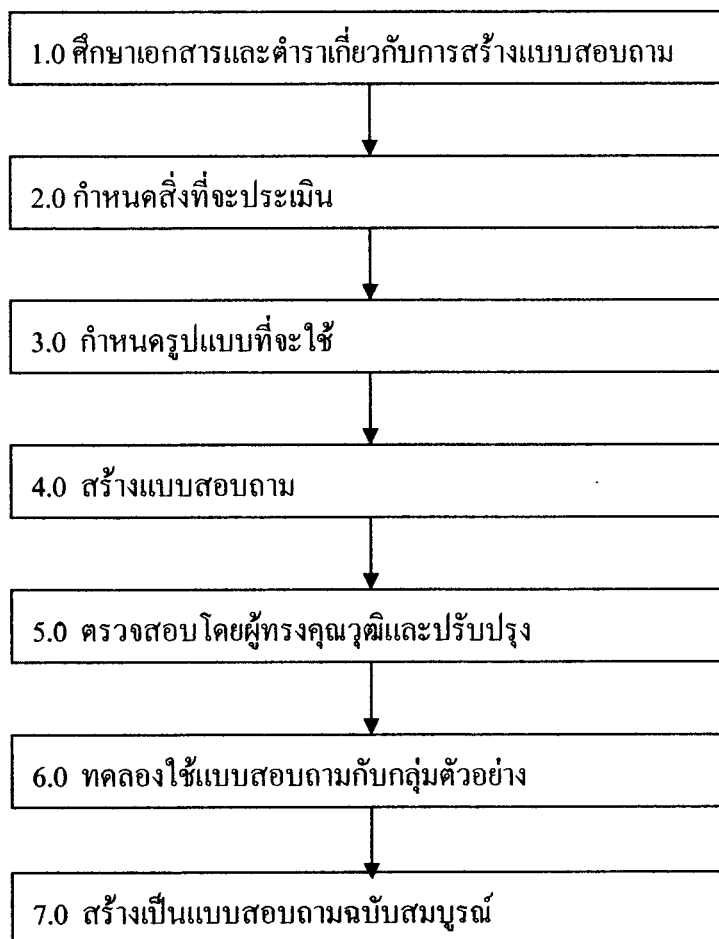 1.0 ศึกษาเอกสารและตำราเกี่ยวกับการสร้างแบบสอบถาม
2.0 กำหนดสิ่งที่จะประเมิน
3.0 กำหนดรูปแบบที่จะใช้
4.0 สร้างแบบสอบถาม
5.0 ตรวจสอบโดยผู้ทรงคุณวุฒิและปรับปรุง
6.0 ทดลองใช้แบบสอบถามกับกลุ่มตัวอย่าง
7.0 สร้างเป็นแบบสอบถามฉบับสมบูรณ์